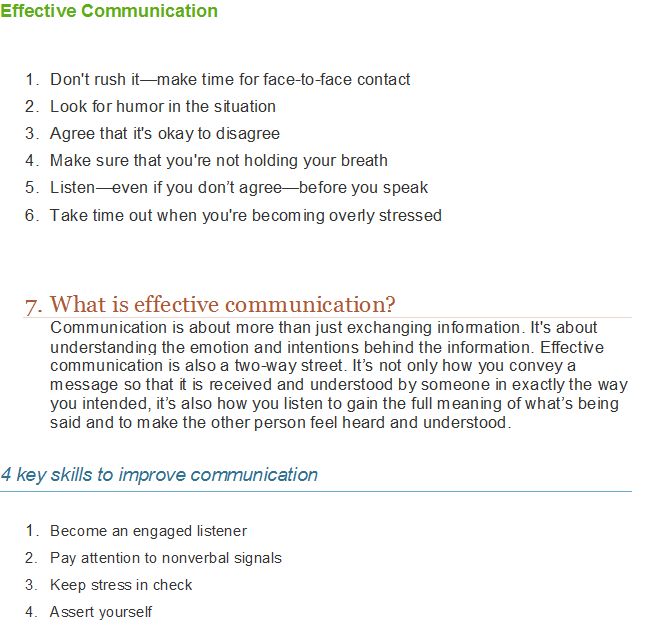 Effective Communication
1. Don't rush it—make time for face-to-face contact
2. Look for humor in the situation
3. Agree that it's okay to disagree
4. Make sure that you're not holding your breath
5. Listen—even if you don’t agree—before you speak
6. Take time out when you're becoming overly stressed
7. What is effective communication?
Communication is about more than just exchanging information. It's about
understanding the emotion and intentions behind the information. Effective
communication is also a two-way street. It’s not only how you convey a
message so that it is received and understood by someone in exactly the way
you intended, it’s also how you listen to gain the full meaning of what’s being
said and to make the other person feel heard and understood.
4 key skills to improve communication
1. Become an engaged listener
2. Pay attention to nonverbal signals
3. Keep stress in check
4. Assert yourself